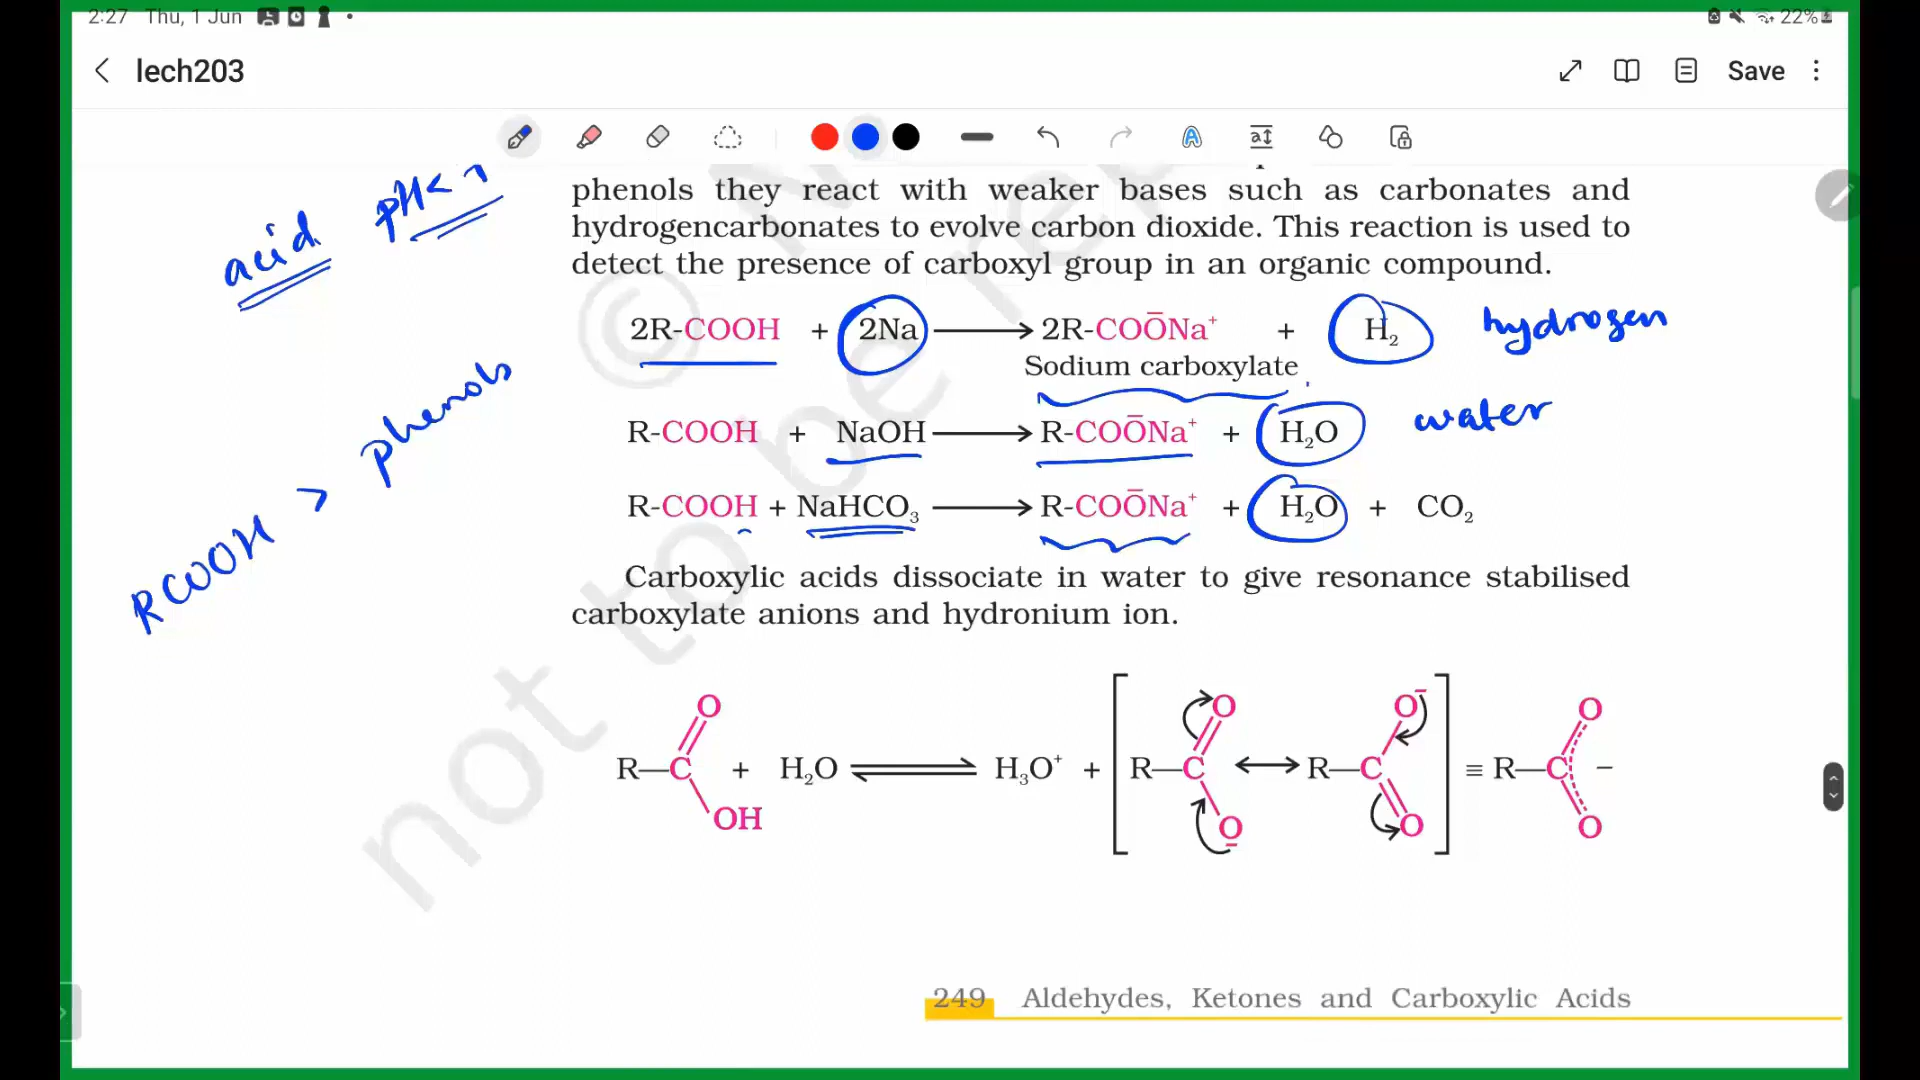 2:27 Thu, 1 Jun
22%
lech203
Save
acid pH<7
phenols they react with weaker bases such as carbonates and
hydrogencarbonates to evolve carbon dioxide. This reaction is used to
detect the presence of carboxyl group in an organic compound.
2R-COOH + 2Na → 2R-COŌNa⁺ + H₂ hydrogen
Sodium carboxylate
R-COOH + NaOH → R-COŌNa⁺ + H₂O water
R-COOH + NaHCO₃ → R-COŌNa⁺ + H₂O + CO₂
RCOOH > phenols
Carboxylic acids dissociate in water to give resonance stabilised
carboxylate anions and hydronium ion.
O O O⁻ O
R—C + H₂O ⇌ H₃O⁺ + [ R—C ↔ R—C ] ≡ R—C −
OH O⁻ O O
249 Aldehydes, Ketones and Carboxylic Acids
not to be rep
©